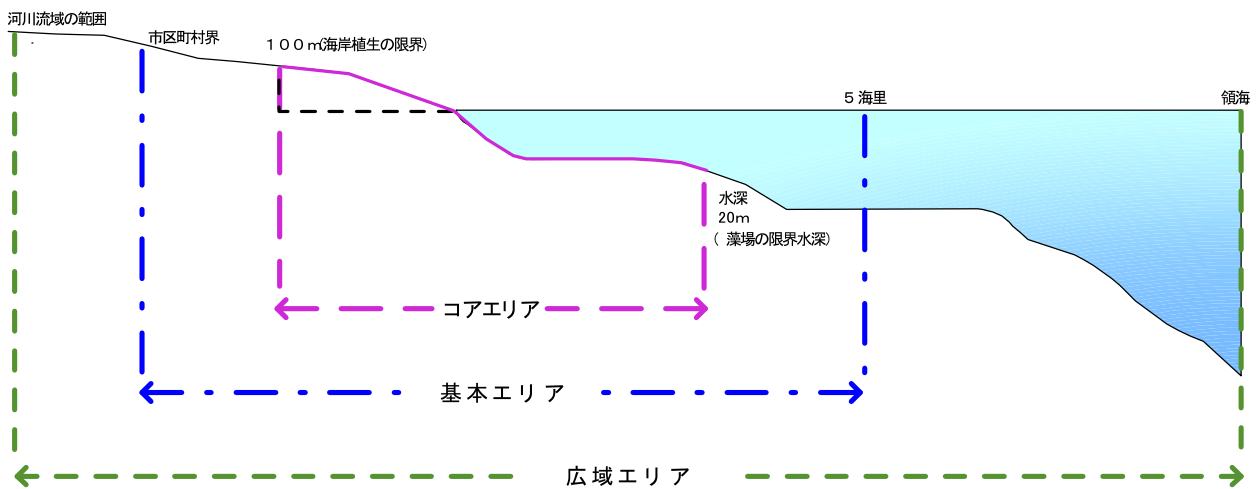 河川流域の範囲
市区町村界
１００ｍ(海岸植生の限界)
５海里
領海
水深
20m
( 藻場の限界水深)
コアエリア
基本エリア
広域エリア